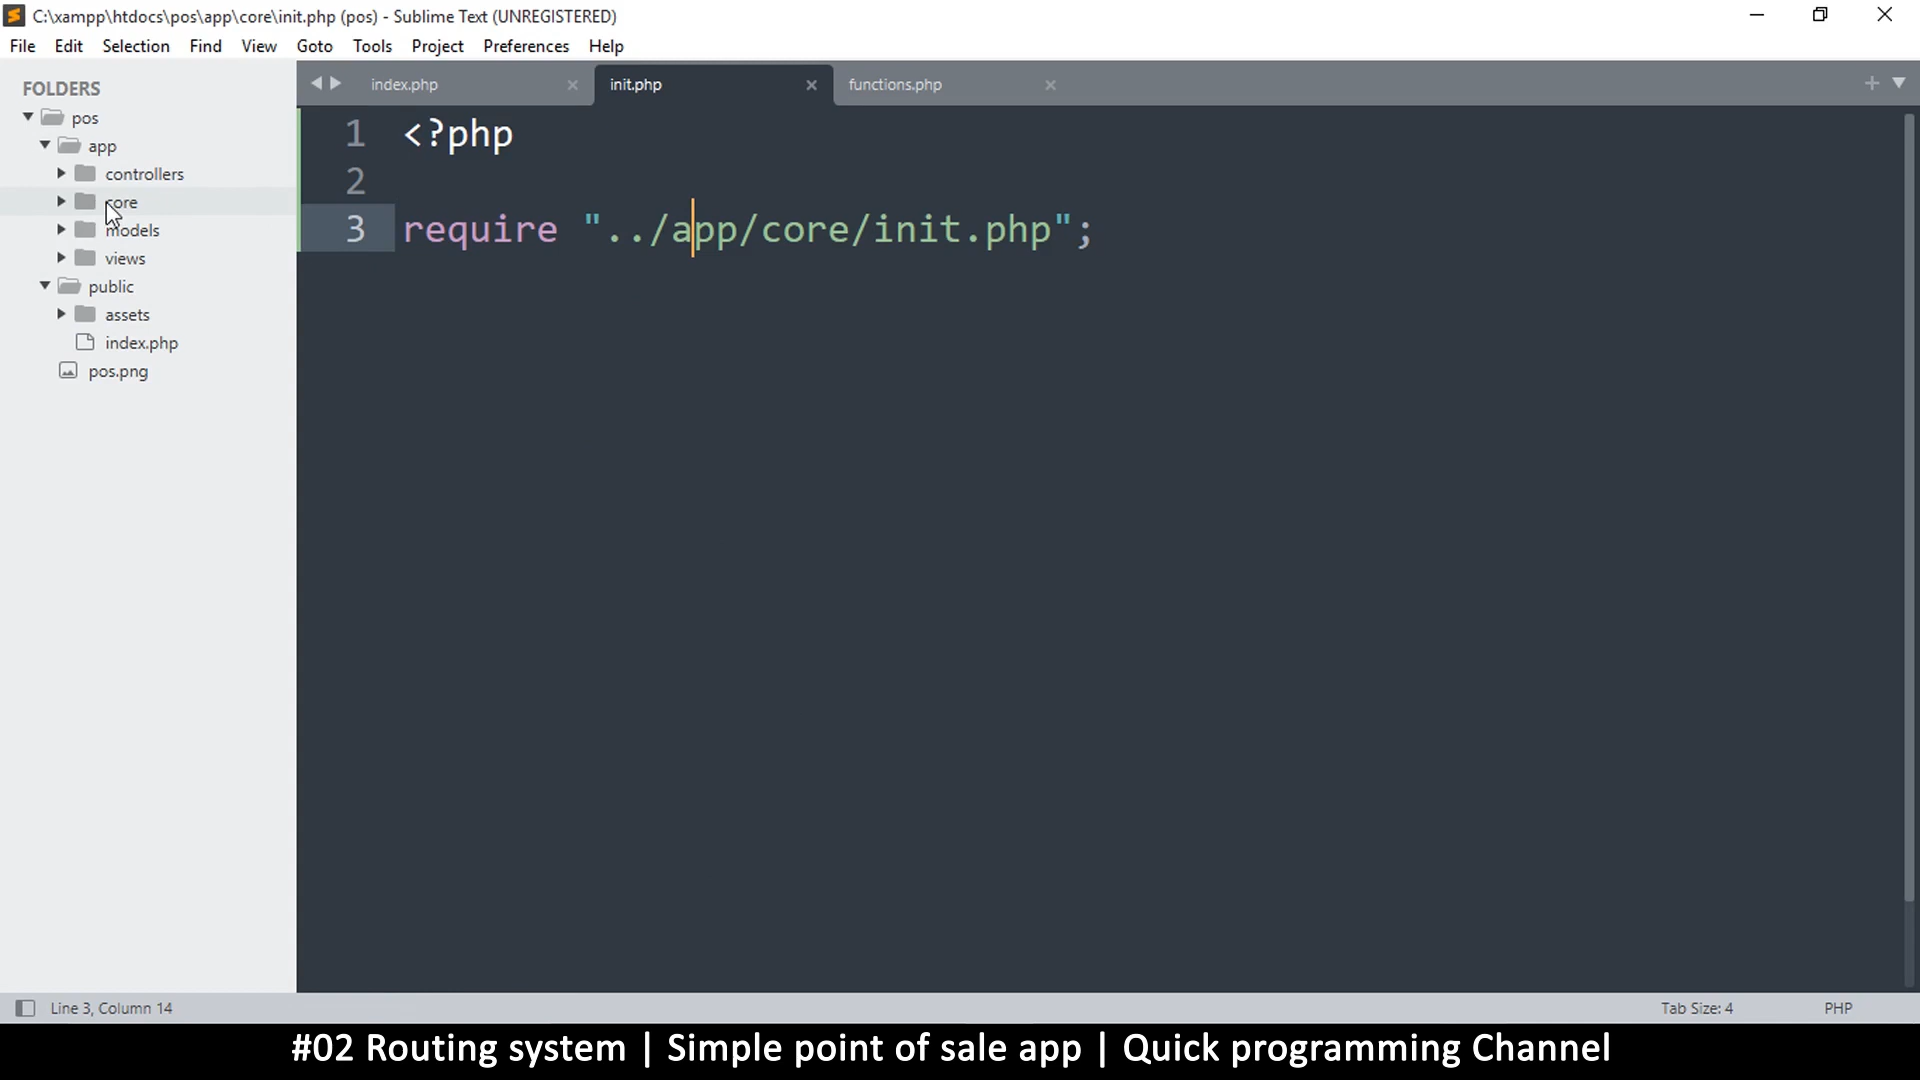 C:\xampp\htdocs\pos\app\core\init.php (pos) - Sublime Text (UNREGISTERED)
File Edit Selection Find View Goto Tools Project Preferences Help
FOLDERS
pos
app
controllers
core
models
views
public
assets
index.php
pos.png
index.php init.php functions.php
1 <?php
2
3 require "../app/core/init.php";
Line 3, Column 14 Tab Size: 4 PHP
#02 Routing system | Simple point of sale app | Quick programming Channel